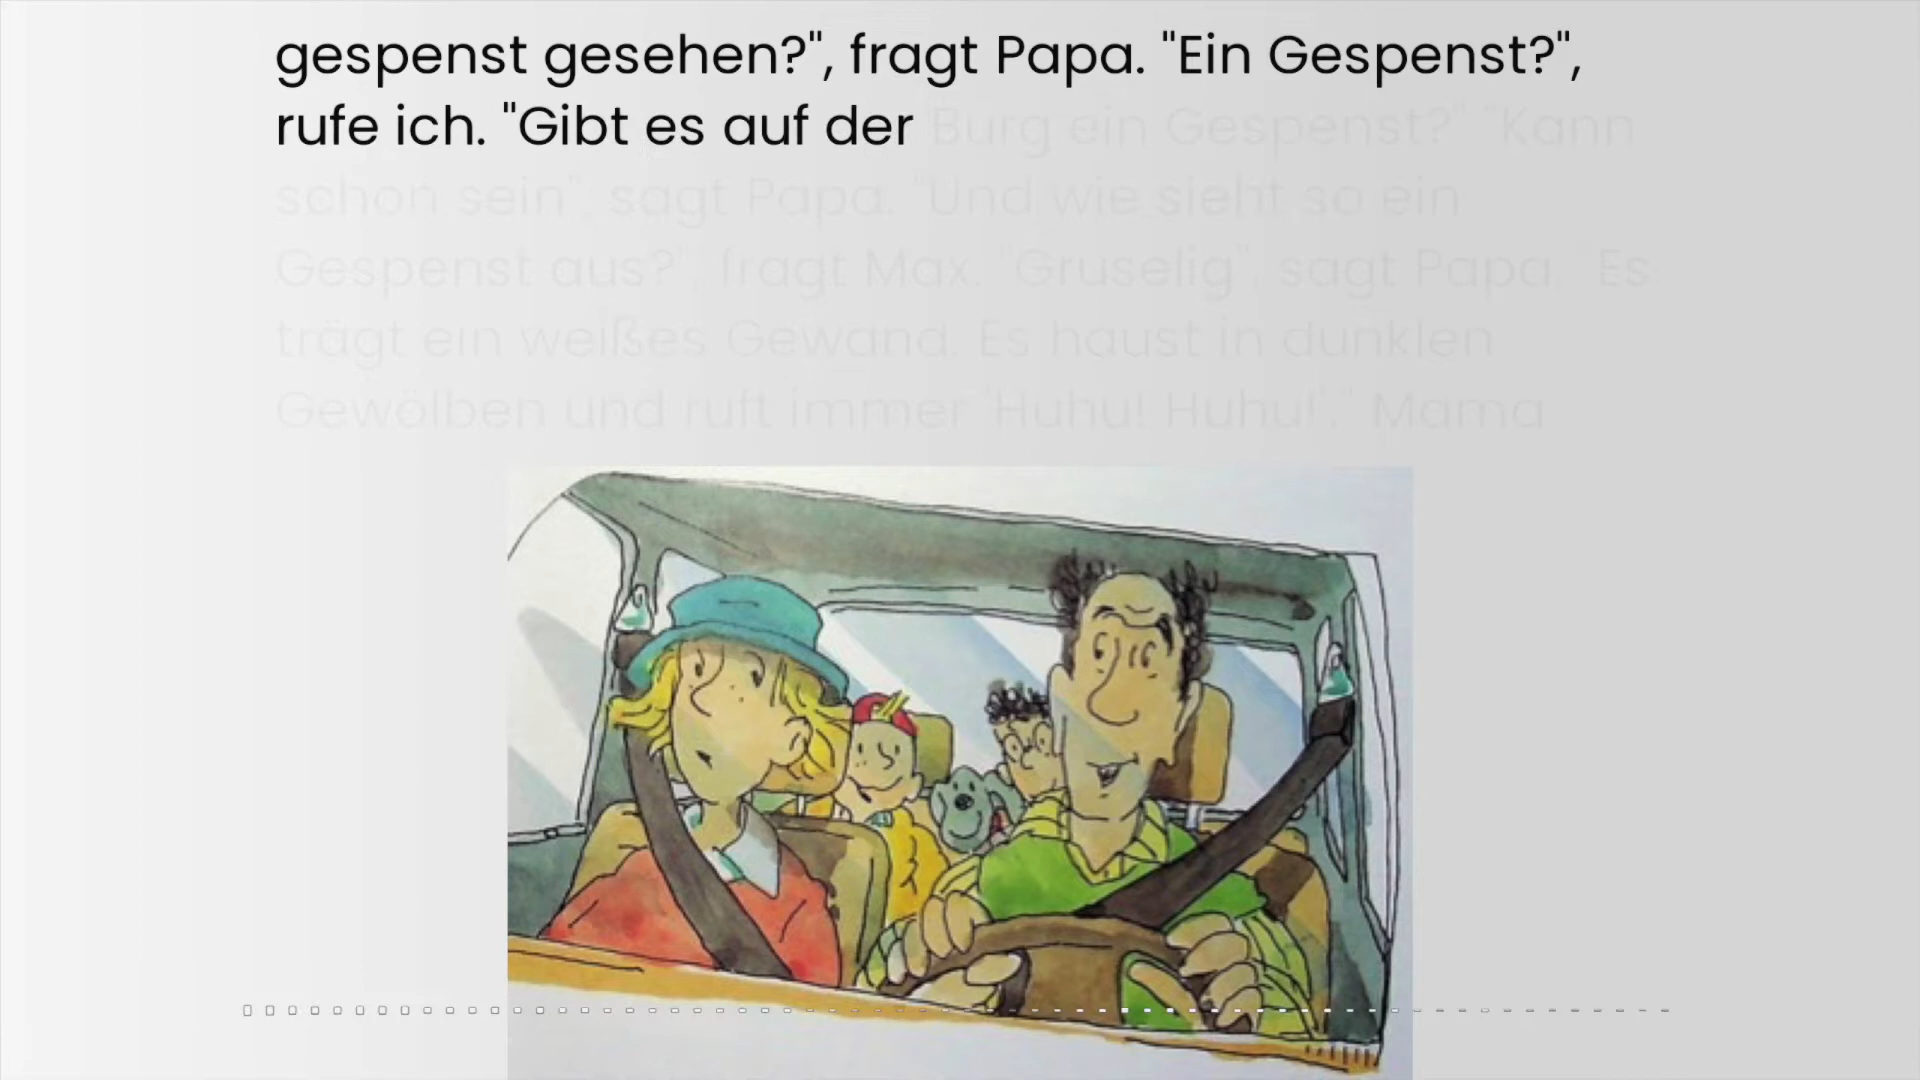 gespenst gesehen?", fragt Papa. "Ein Gespenst?",
rufe ich. "Gibt es auf der Burg ein Gespenst?" "Kann
schon sein", sagt Papa. "Und wie sieht so ein
Gespenst aus?", fragt Max. "Gruselig", sagt Papa. "Es
trägt ein weißes Gewand. Es haust in dunklen
Gewölben und ruft immer 'Huhu! Huhu!'." Mama